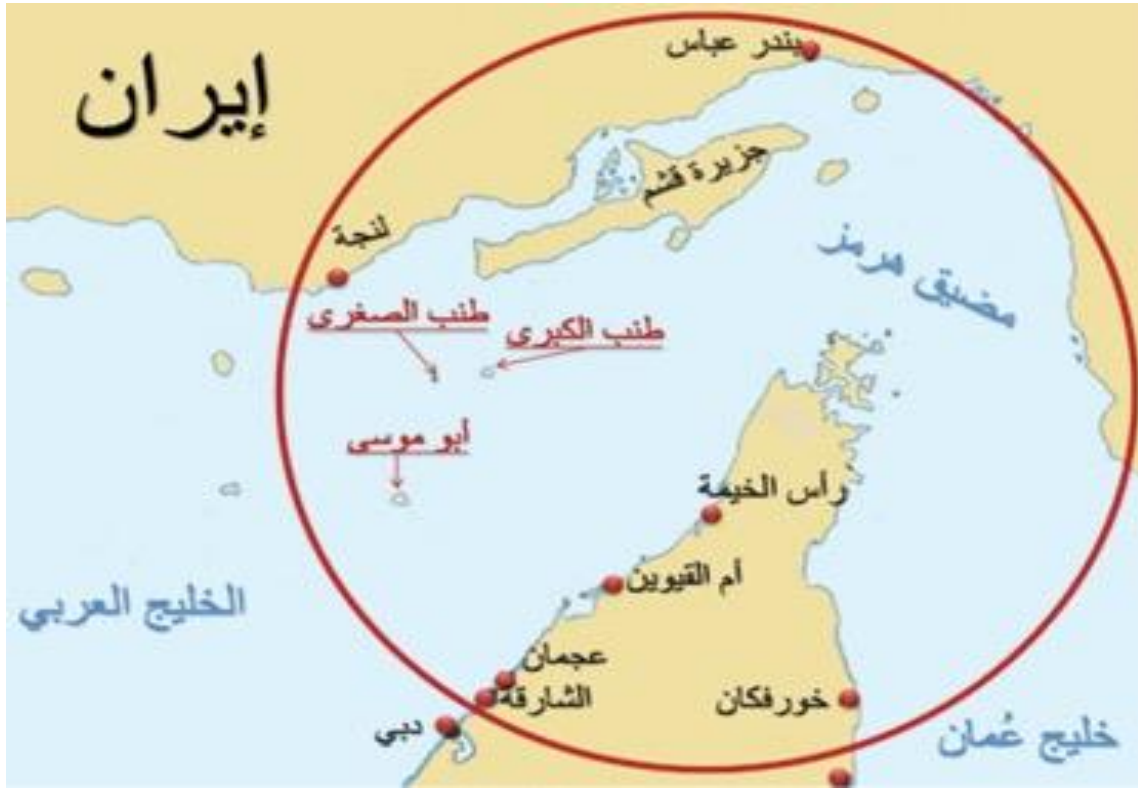 بندر عباس
إيران
جزيرة قشم
لنجة
مضيق هرمز
طنب الصغرى
طنب الكبرى
أبو موسى
رأس الخيمة
أم القيوين
الخليج العربي
عجمان
الشارقة
خورفكان
دبي
خليج عُمان